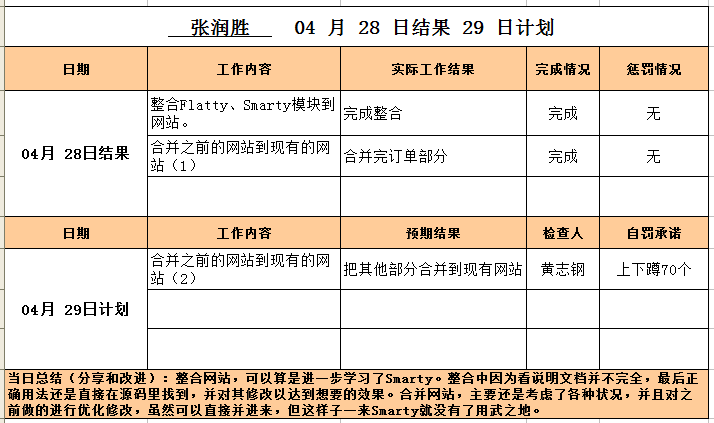 张润胜 04 月 28 日结果 29 日计划
日期 工作内容 实际工作结果 完成情况 惩罚情况
04月 28日结果
整合Flatty、Smarty模块到
网站。
完成整合 完成 无
合并之前的网站到现有的网
站（1）
合并完订单部分 完成 无
日期 工作内容 预期结果 检查人 自罚承诺
04月 29日计划
合并之前的网站到现有的网
站（2）
把其他部分合并到现有网站 黄志钢 上下蹲70个
当日总结（分享和改进）：整合网站，可以算是进一步学习了Smarty。整合中因为看说明文档并不完全，最后正
确用法还是直接在源码里找到，并对其修改以达到想要的效果。合并网站，主要还是考虑了各种状况，并且对之
前做的进行优化修改，虽然可以直接并进来，但这样子一来Smarty就没有了用武之地。